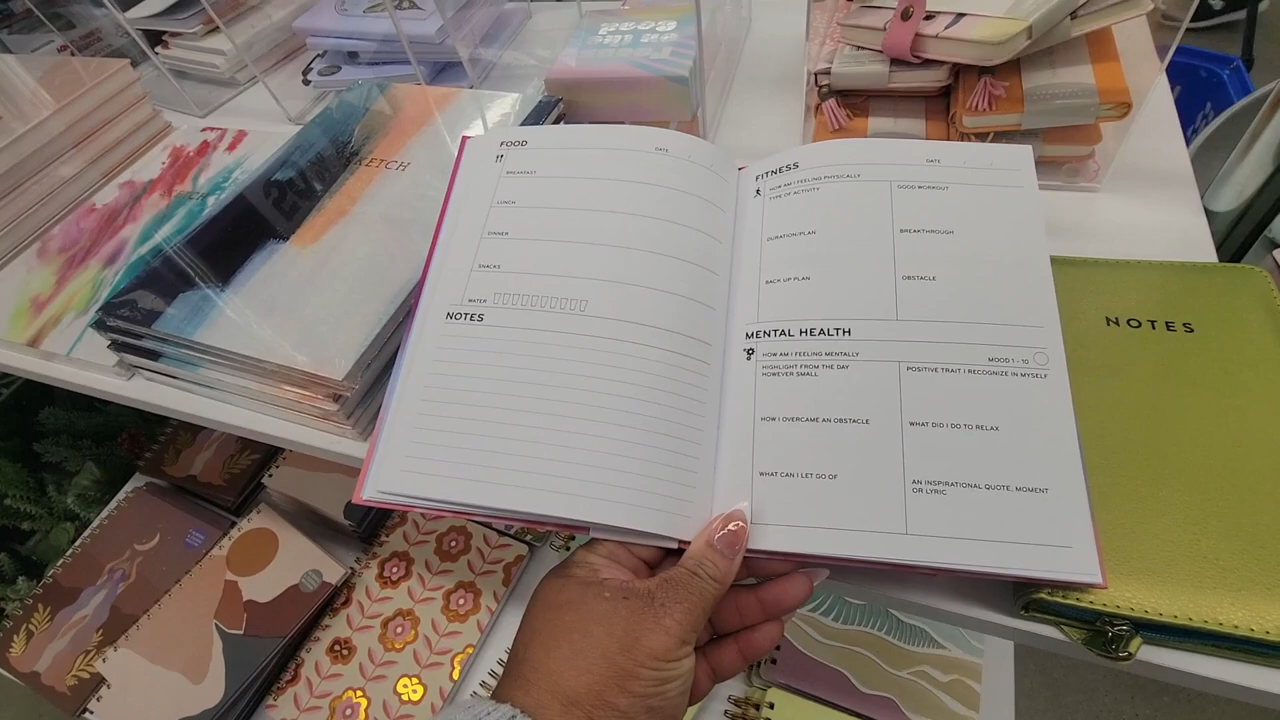 SKETCH
FOOD
DATE / /
BREAKFAST
LUNCH
DINNER
SNACKS
WATER
NOTES
FITNESS
DATE / /
HOW AM I FEELING PHYSICALLY
TYPE OF ACTIVITY
GOOD WORKOUT
DURATION/PLAN
BREAKTHROUGH
BACK UP PLAN
OBSTACLE
MENTAL HEALTH
HOW AM I FEELING MENTALLY
MOOD 1 - 10
HIGHLIGHT FROM THE DAY
HOWEVER SMALL
POSITIVE TRAIT I RECOGNIZE IN MYSELF
HOW I OVERCAME AN OBSTACLE
WHAT DID I DO TO RELAX
WHAT CAN I LET GO OF
AN INSPIRATIONAL QUOTE, MOMENT
OR LYRIC
NOTES